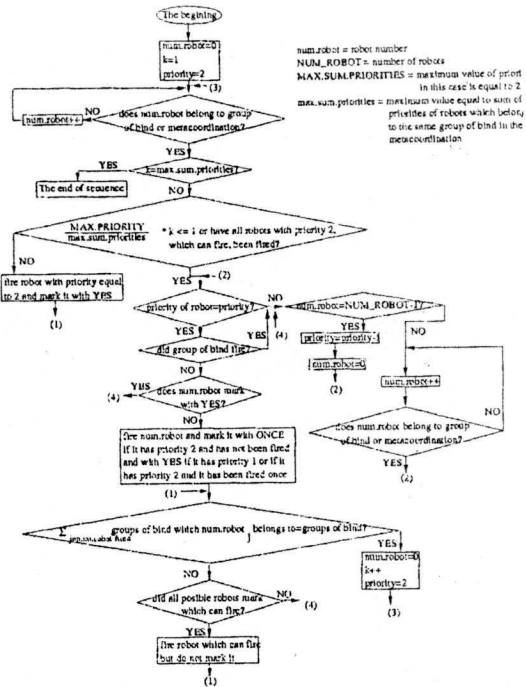 The begining
num.robot=0
k=1
priority=2
(3)
num.robot = robot number
NUM_ROBOT = number of robots
MAX.SUM.PRIORITIES = maximum value of priori
in this case is equal to 2
max.sum.priorities = maximum value equal to sum of
priorities of robots which belong
to the same group of bind in the
metacoordination
does num.robot belong to group
of bind or metacoordination?
NO
num.robot++
YES
k=max.sum.priorities?
YES
The end of sequence
NO
MAX.PRIORITY
max.sum.priorities
* k <= 1 or have all robots with priority 2,
which can fire, been fired?
NO
fire robot with priority equal
to 2 and mark it with YES
(1)
YES
(2)
priority of robot=priority?
NO
num.robot=NUM_ROBOT-1?
YES
(4)
YES
priority=priority-1
num.robot=0
(2)
NO
num.robot++
does num.robot belong to group
of bind or metacoordination?
NO
YES
(2)
YES
did group of bind fire?
NO
does num.robot mark
with YES?
YES
(4)
NO
fire num.robot and mark it with ONCE
if it has priority 2 and has not been fired
and with YES if it has priority 1 or if it
has priority 2 and it has been fired once
(1)
Σ groups of bind which num.robot j belongs to=groups of bind?
YES
num.robot=0
k++
priority=2
(3)
NO
did all posible robots mark
which can fire?
NO
(4)
YES
fire robot which can fire
but do not mark it
(1)